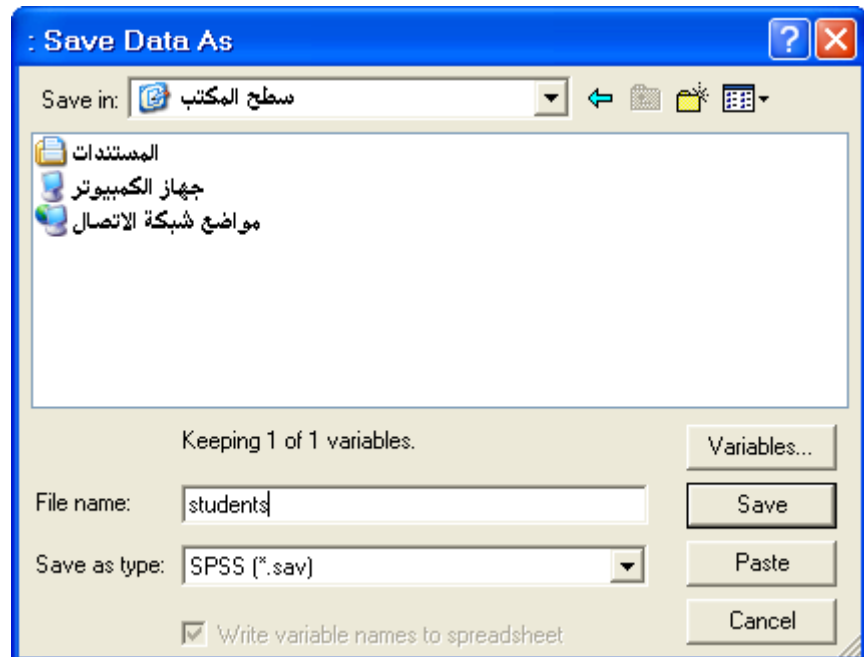 : Save Data As
Save in: سطح المكتب
المستندات
جهاز الكمبيوتر
مواضع شبكة الاتصال
Keeping 1 of 1 variables.
Variables...
File name: students
Save
Save as type: SPSS (*.sav)
Paste
Write variable names to spreadsheet
Cancel